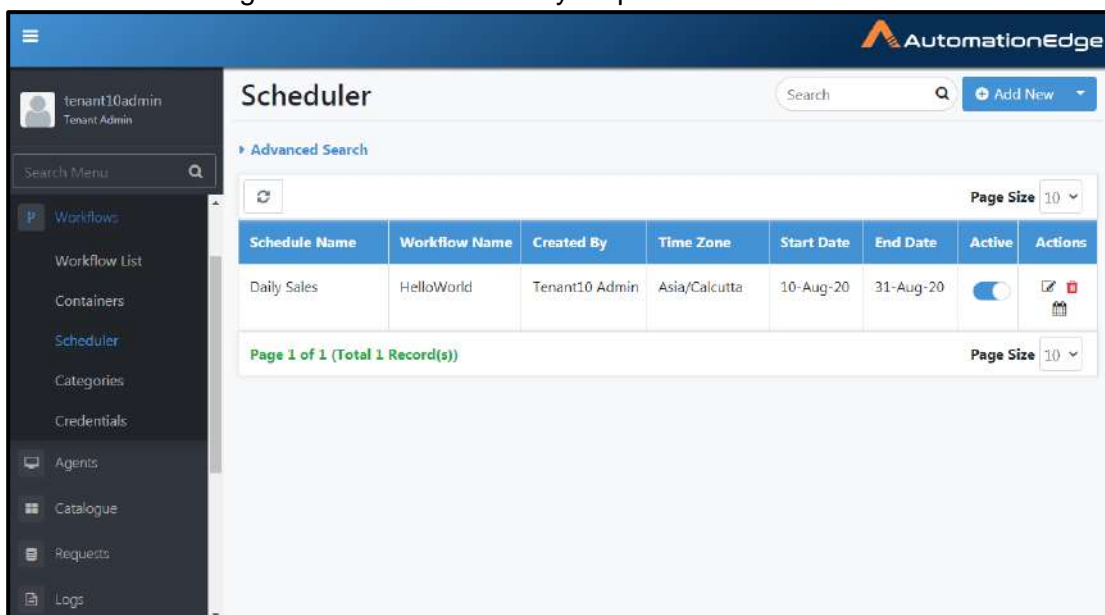 AutomationEdge
tenant10admin
Tenant Admin
Search Menu
Workflows
Workflow List
Containers
Scheduler
Categories
Credentials
Agents
Catalogue
Requests
Logs
Scheduler
Search
Add New
Advanced Search
Page Size 10
Schedule Name Workflow Name Created By Time Zone Start Date End Date Active Actions
Daily Sales HelloWorld Tenant10 Admin Asia/Calcutta 10-Aug-20 31-Aug-20
Page 1 of 1 (Total 1 Record(s)) Page Size 10